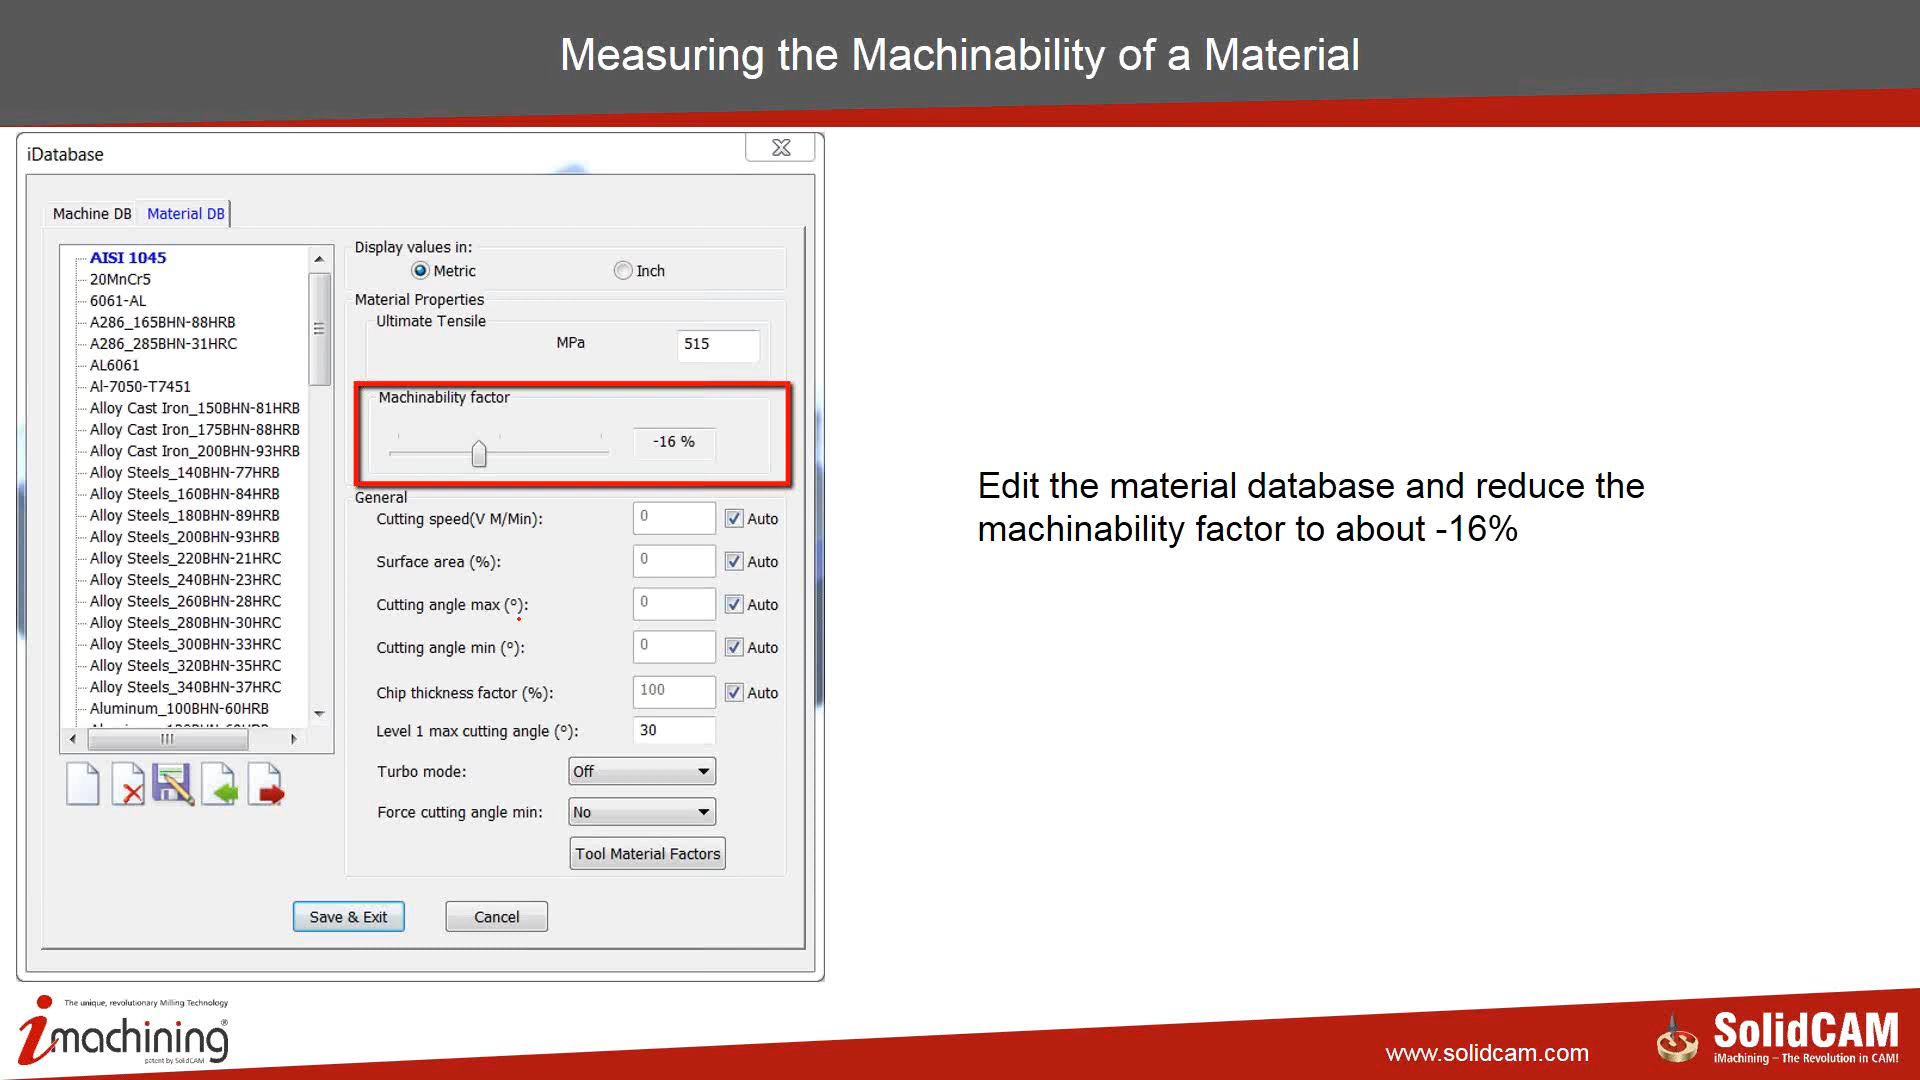 Measuring the Machinability of a Material
iDatabase
Machine DB
Material DB
AISI 1045
20MnCr5
6061-AL
A286_165BHN-88HRB
A286_285BHN-31HRC
AL6061
Al-7050-T7451
Alloy Cast Iron_150BHN-81HRB
Alloy Cast Iron_175BHN-88HRB
Alloy Cast Iron_200BHN-93HRB
Alloy Steels_140BHN-77HRB
Alloy Steels_160BHN-84HRB
Alloy Steels_180BHN-89HRB
Alloy Steels_200BHN-93HRB
Alloy Steels_220BHN-21HRC
Alloy Steels_240BHN-23HRC
Alloy Steels_260BHN-28HRC
Alloy Steels_280BHN-30HRC
Alloy Steels_300BHN-33HRC
Alloy Steels_320BHN-35HRC
Alloy Steels_340BHN-37HRC
Aluminum_100BHN-60HRB
Display values in:
Metric
Inch
Material Properties
Ultimate Tensile
MPa
515
Machinability factor
-16 %
General
Cutting speed(V M/Min):
0
Auto
Surface area (%):
0
Auto
Cutting angle max (°):
0
Auto
Cutting angle min (°):
0
Auto
Chip thickness factor (%):
100
Auto
Level 1 max cutting angle (°):
30
Turbo mode:
Off
Force cutting angle min:
No
Tool Material Factors
Save & Exit
Cancel
Edit the material database and reduce the
machinability factor to about -16%
The unique, revolutionary Milling Technology
imachining®
patent by SolidCAM
www.solidcam.com
SolidCAM
iMachining – The Revolution in CAM!